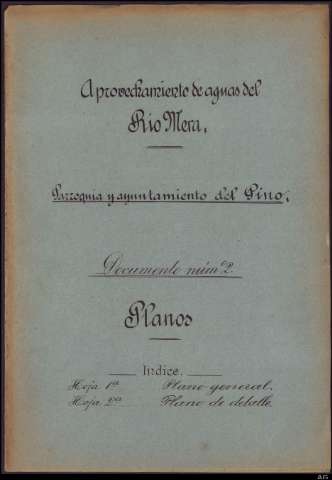 Aprovechamiento de aguas del
Rio Mera.
Parroquia y ayuntamiento del Pino.
Documento núm 2.
Planos
Indice.
Hoja 1ª Plano general.
Hoja 2ª Plano de detalle.